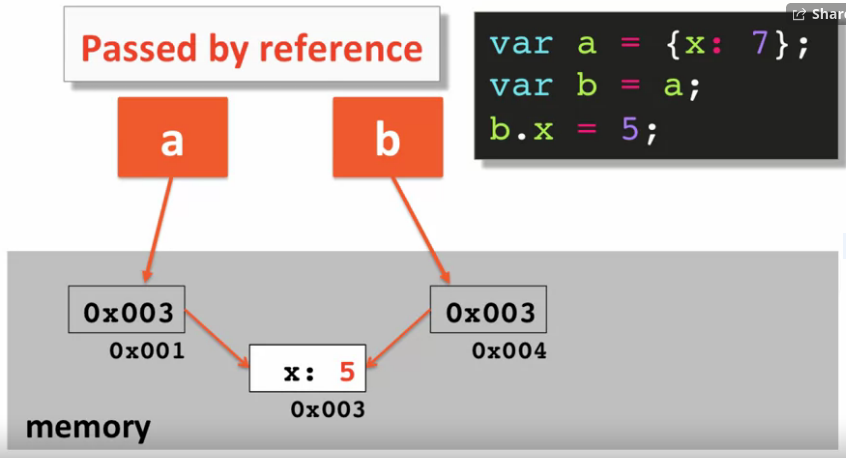 Share
Passed by reference
var a = {x: 7};
var b = a;
b.x = 5;
a
b
0x003
0x003
0x001
0x004
x: 5
0x003
memory